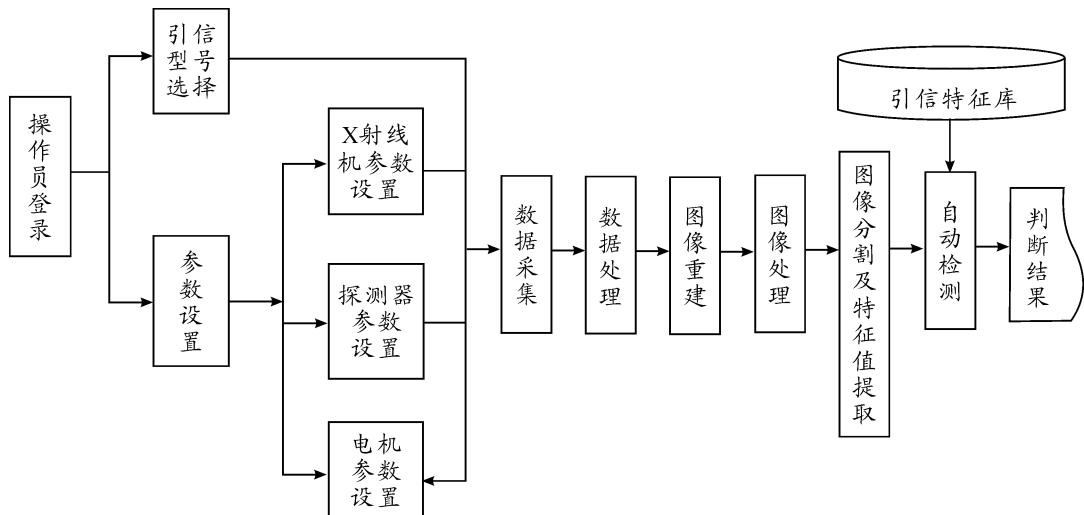 操
作
员
登
录
引信
型号
选择
参
数
设
置
X射线
机参数
设置
探测器
参数
设置
电机
参数
设置
数
据
采
集
数
据
处
理
图
像
重
建
图
像
处
理
图
像
分
割
及
特
征
值
提
取
引信特征库
自
动
检
测
判
断
结
果